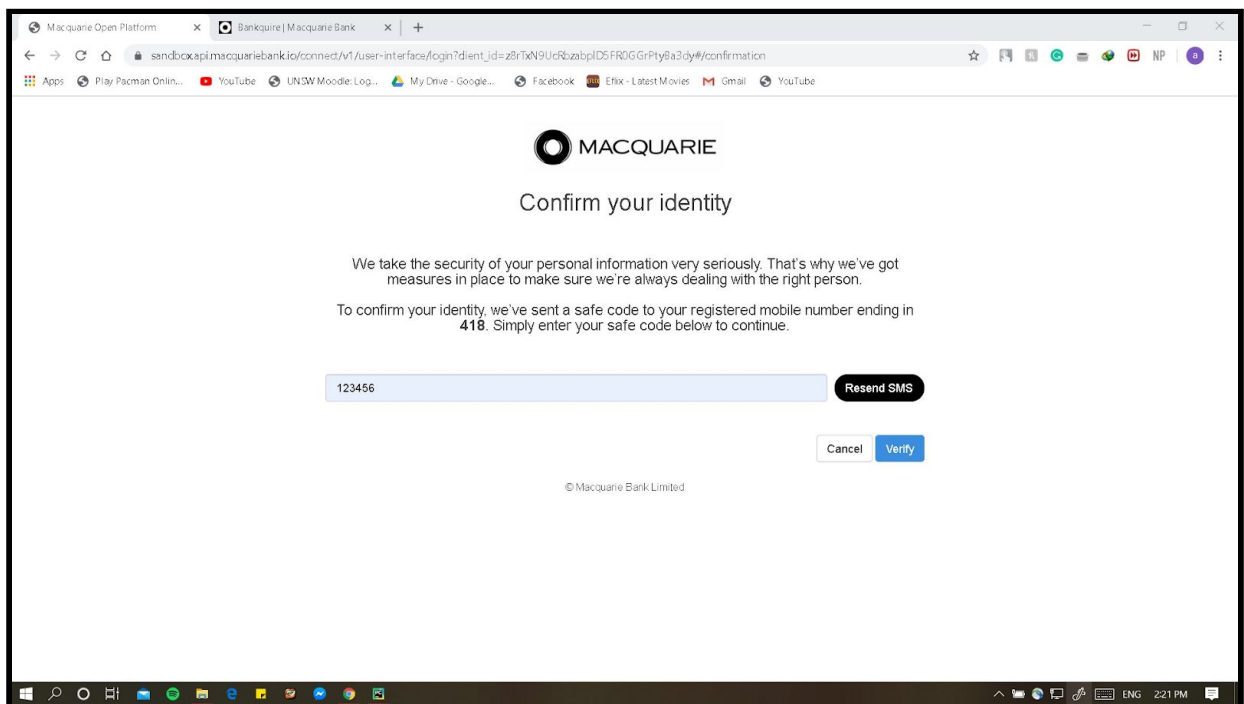 Macquarie Open Platform
Bankquire | Macquarie Bank
sandbox.api.macquariebank.io/connect/v1/user-interface/login?client_id=z8rTxN9UcRbzabplD5FR0GGrPtyBa3dy#/confirmation
NP
a
Apps Play Pacman Onlin... YouTube UNSW Moodle: Log... My Drive - Google... Facebook Eflix - Latest Movies Gmail YouTube
MACQUARIE
Confirm your identity
We take the security of your personal information very seriously. That's why we've got
measures in place to make sure we're always dealing with the right person.
To confirm your identity, we've sent a safe code to your registered mobile number ending in
418. Simply enter your safe code below to continue.
123456
Resend SMS
Cancel Verify
© Macquarie Bank Limited
ENG 2:21 PM